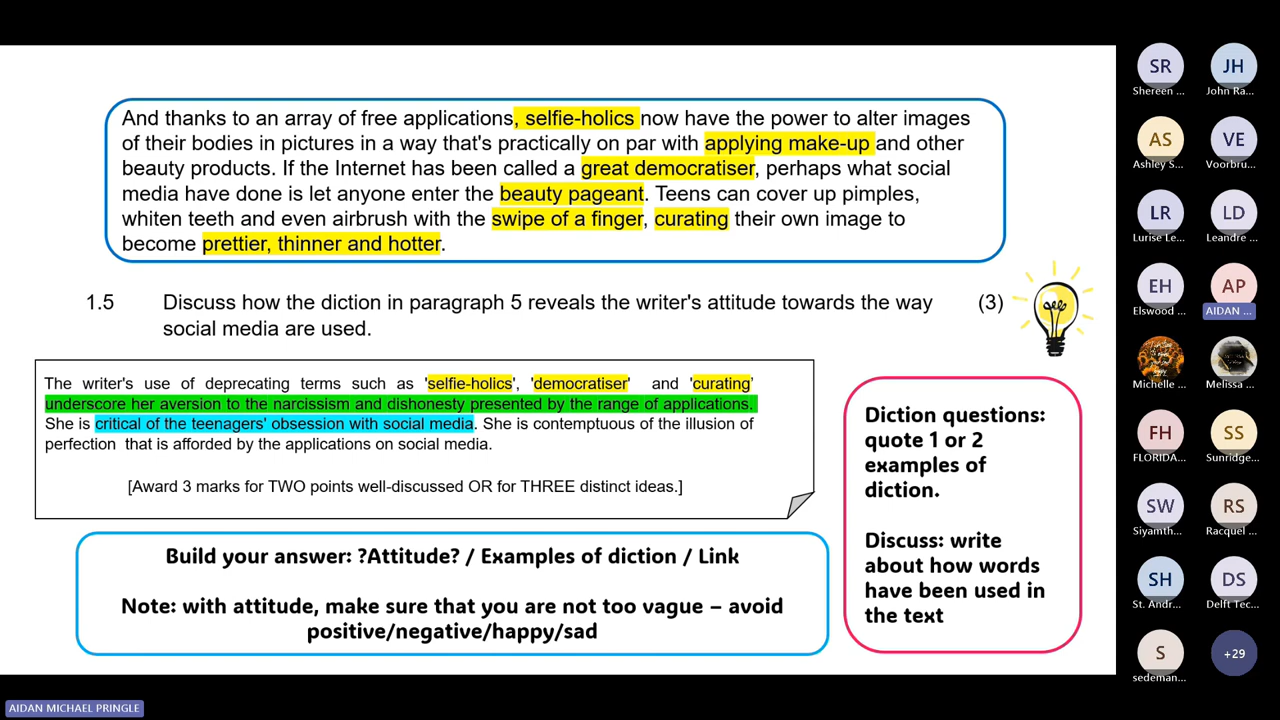 And thanks to an array of free applications, selfie-holics now have the power to alter images
of their bodies in pictures in a way that's practically on par with applying make-up and other
beauty products. If the Internet has been called a great democratiser, perhaps what social
media have done is let anyone enter the beauty pageant. Teens can cover up pimples,
whiten teeth and even airbrush with the swipe of a finger, curating their own image to
become prettier, thinner and hotter.
1.5 Discuss how the diction in paragraph 5 reveals the writer's attitude towards the way (3)
social media are used.
The writer's use of deprecating terms such as 'selfie-holics', 'democratiser' and 'curating'
underscore her aversion to the narcissism and dishonesty presented by the range of applications.
She is critical of the teenagers' obsession with social media. She is contemptuous of the illusion of
perfection that is afforded by the applications on social media.
[Award 3 marks for TWO points well-discussed OR for THREE distinct ideas.]
Build your answer: ?Attitude? / Examples of diction / Link
Note: with attitude, make sure that you are not too vague – avoid
positive/negative/happy/sad
Diction questions:
quote 1 or 2
examples of
diction.
Discuss: write
about how words
have been used in
the text
SR JH
Shereen ... John Ra...
AS VE
Ashley S... Voorbru...
LR LD
Lurise Le... Leandre ...
EH AP
Elswood ... AIDAN ...
Michelle ... Melissa ...
FH SS
FLORIDA... Sunridge...
SW RS
Siyamth... Racquel ...
SH DS
St. Andr... Delft Tec...
S +29
sedeman...
AIDAN MICHAEL PRINGLE